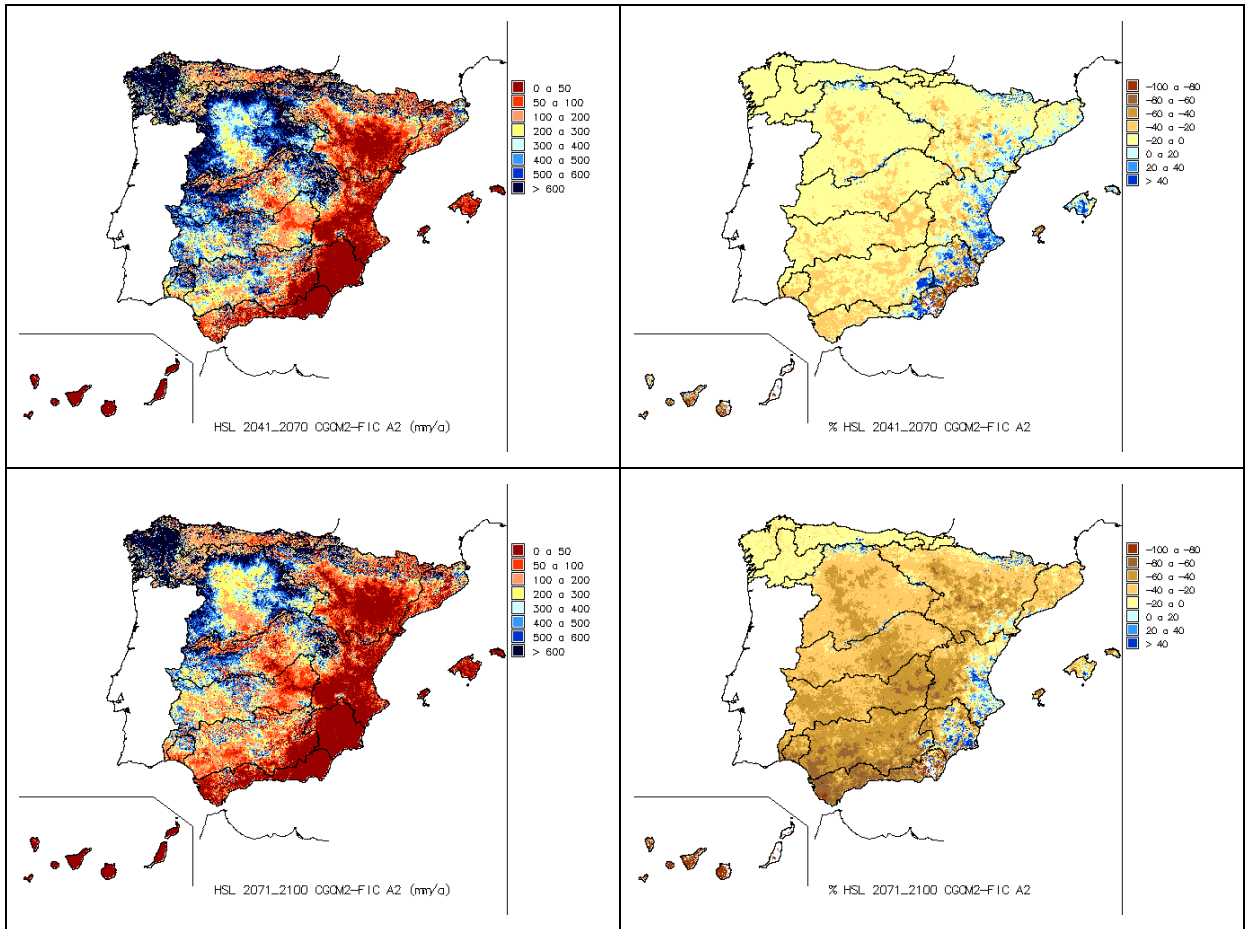 0 a 50
50 a 100
100 a 200
200 a 300
300 a 400
400 a 500
500 a 600
> 600
HSL 2041_2070 CGCM2-FIC A2 (mm/a)
-100 a -80
-80 a -60
-60 a -40
-40 a -20
-20 a 0
0 a 20
20 a 40
> 40
% HSL 2041_2070 CGCM2-FIC A2
0 a 50
50 a 100
100 a 200
200 a 300
300 a 400
400 a 500
500 a 600
> 600
HSL 2071_2100 CGCM2-FIC A2 (mm/a)
-100 a -80
-80 a -60
-60 a -40
-40 a -20
-20 a 0
0 a 20
20 a 40
> 40
% HSL 2071_2100 CGCM2-FIC A2